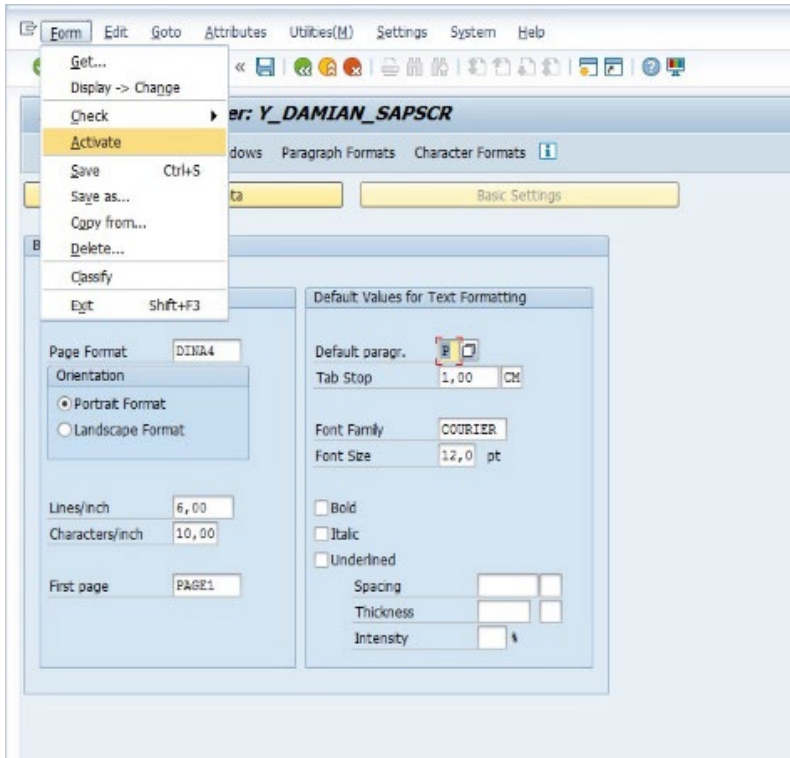 Form Edit Goto Attributes Utilities(M) Settings System Help
Get...
Display -> Change
Check
Activate
Save Ctrl+S
Save as...
Copy from...
Delete...
Classify
Exit Shift+F3
«
er: Y_DAMIAN_SAPSCR
dows Paragraph Formats Character Formats
ta
Basic Settings
B
Page Format DINA4
Orientation
Portrait Format
Landscape Format
Lines/inch 6,00
Characters/inch 10,00
First page PAGE1
Default Values for Text Formatting
Default paragr. P
Tab Stop 1,00 CM
Font Family COURIER
Font Size 12,0 pt
Bold
Italic
Underlined
Spacing
Thickness
Intensity %